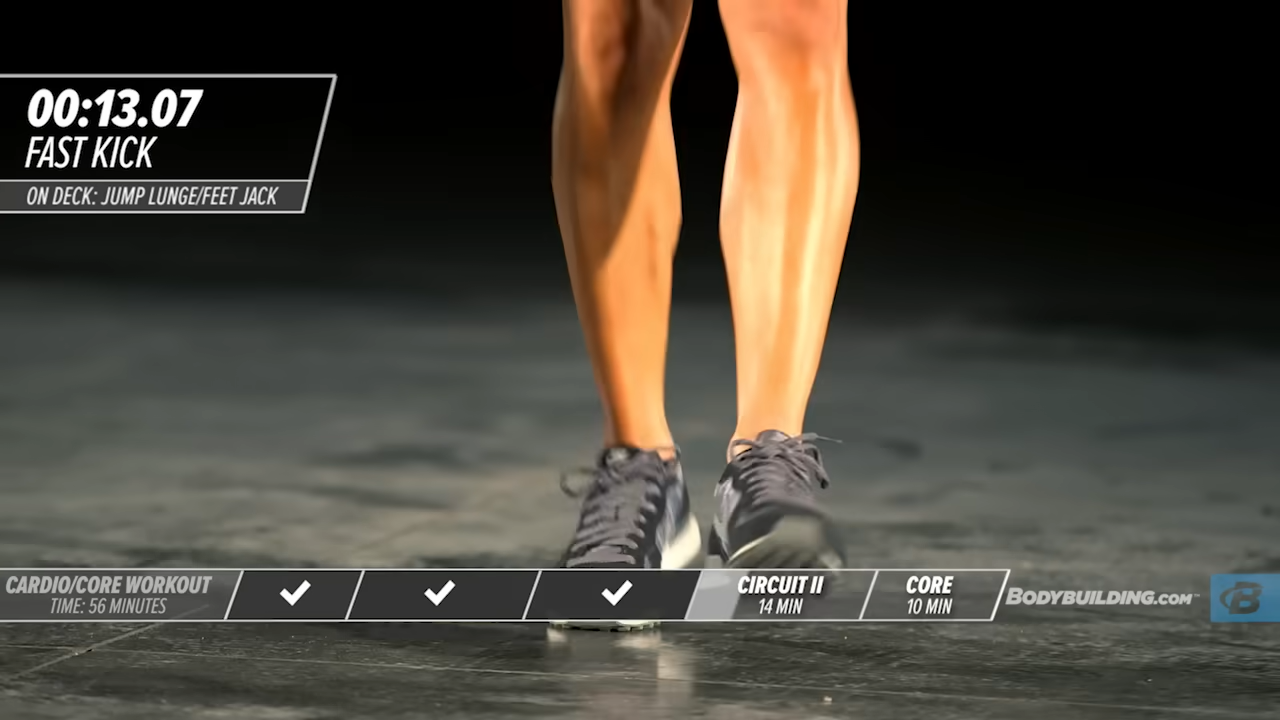 00:13.07
FAST KICK
ON DECK: JUMP LUNGE/FEET JACK
CARDIO/CORE WORKOUT
TIME: 56 MINUTES
CIRCUIT II
14 MIN
CORE
10 MIN
BODYBUILDING.COM™
B